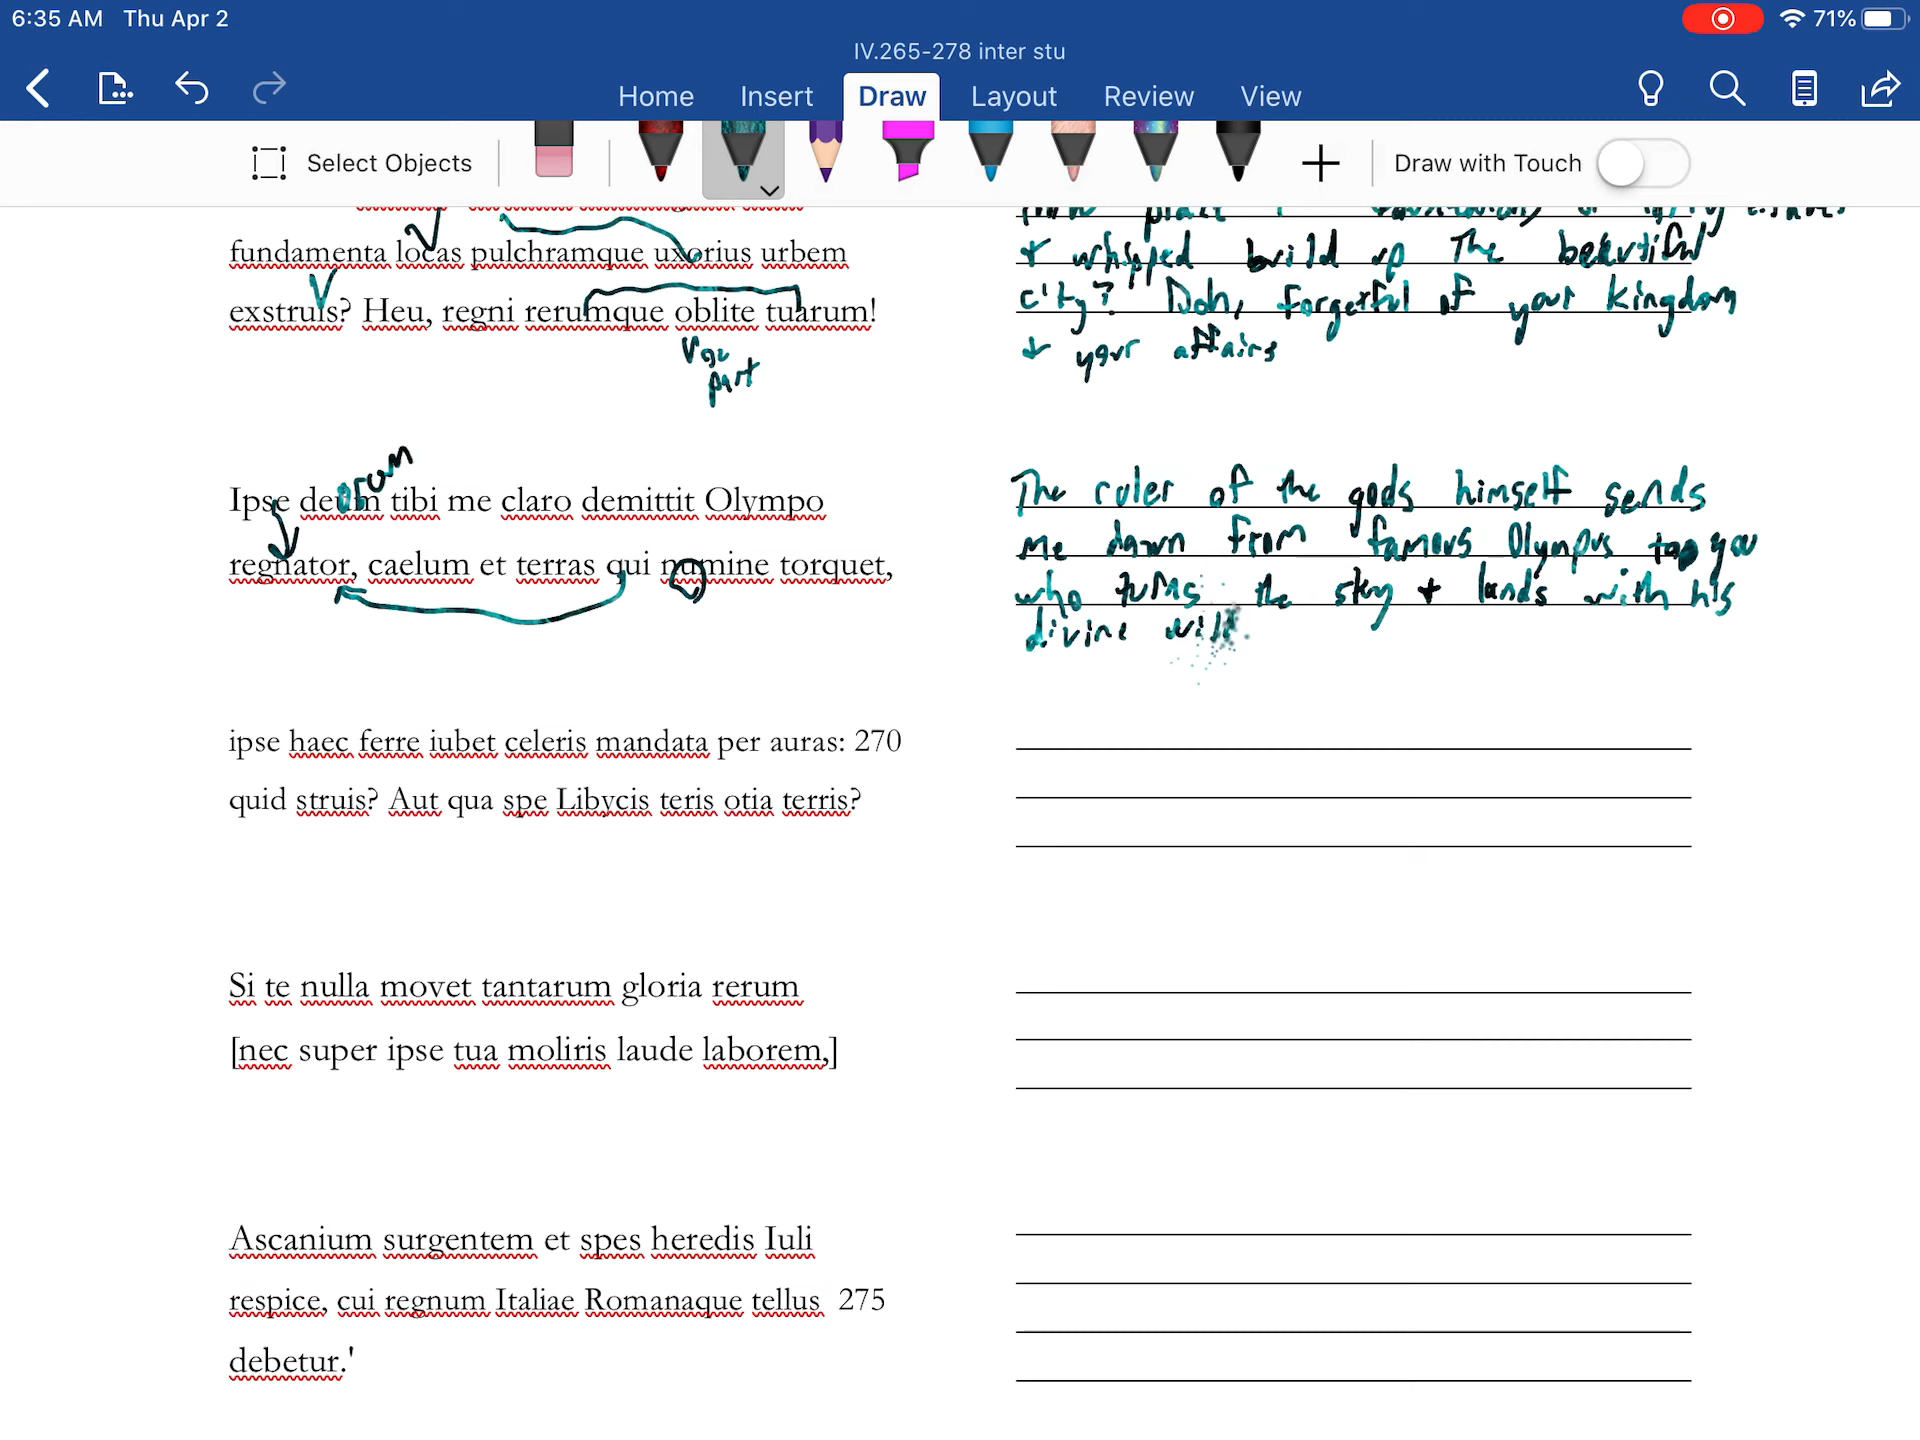 6:35 AM Thu Apr 2
71%
IV.265-278 inter stu
Home Insert Draw Layout Review View
Select Objects
Draw with Touch
fundamenta locas pulchramque uxorius urbem
exstruis? Heu, regni rerumque oblite tuarum!
voc
part
+ whipped build up the beautiful
city? Doh, forgetful of your kingdom
+ your affairs
orum
Ipse deum tibi me claro demittit Olympo
regnator, caelum et terras qui numine torquet,
The ruler of the gods himself sends
me down from famous Olympus to you
who turns the sky + lands with his
divine will
ipse haec ferre iubet celeris mandata per auras: 270
quid struis? Aut qua spe Libycis teris otia terris?
Si te nulla movet tantarum gloria rerum
[nec super ipse tua moliris laude laborem,]
Ascanium surgentem et spes heredis Iuli
respice, cui regnum Italiae Romanaque tellus 275
debetur.'